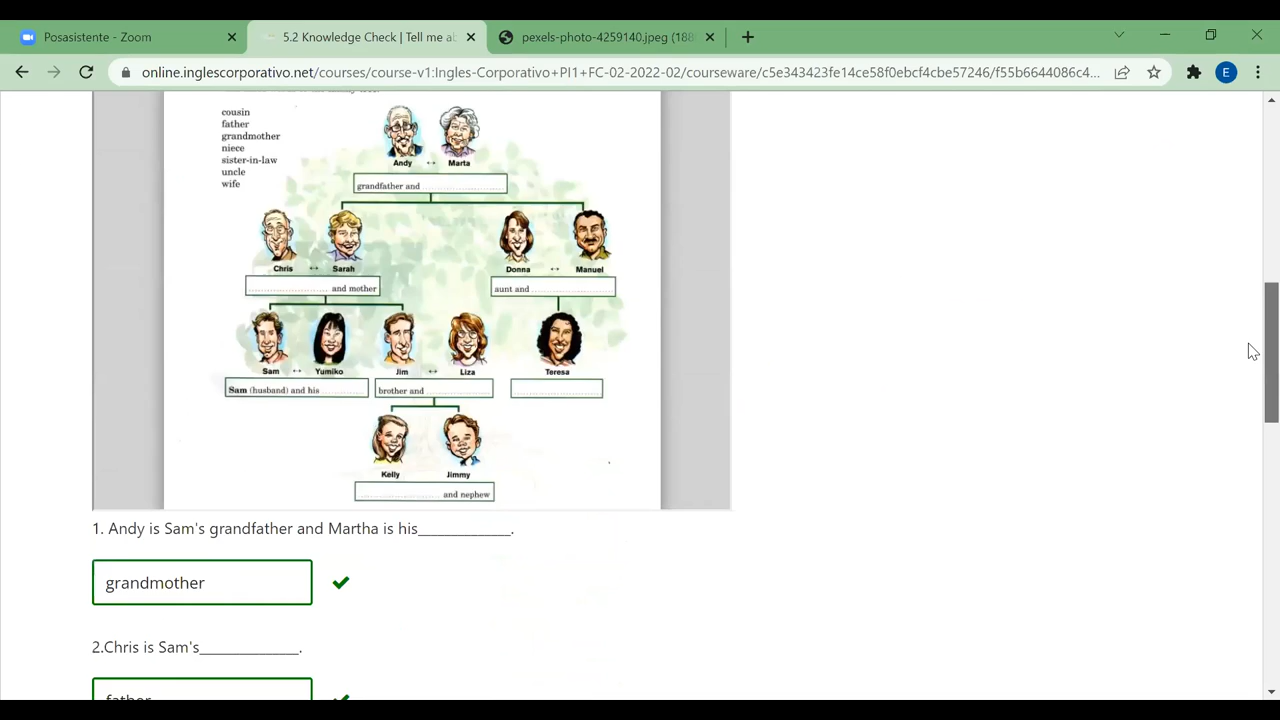 Posasistente - Zoom
5.2 Knowledge Check | Tell me ab
pexels-photo-4259140.jpeg (188
online.inglescorporativo.net/courses/course-v1:Ingles-Corporativo+PI1+FC-02-2022-02/courseware/c5e343423fe14ce58f0ebcf4cbe57246/f55b6644086c4...
E
cousin
father
grandmother
niece
sister-in-law
uncle
wife
Andy ↔ Marta
grandfather and ........................
Chris ↔ Sarah
Donna ↔ Manuel
........................ and mother
aunt and ........................
Sam ↔ Yumiko
Jim ↔ Liza
Teresa
Sam (husband) and his ..............
brother and ..................
........................
Kelly
Jimmy
........................ and nephew
1. Andy is Sam's grandfather and Martha is his_____________.
grandmother
2.Chris is Sam's______________.
father